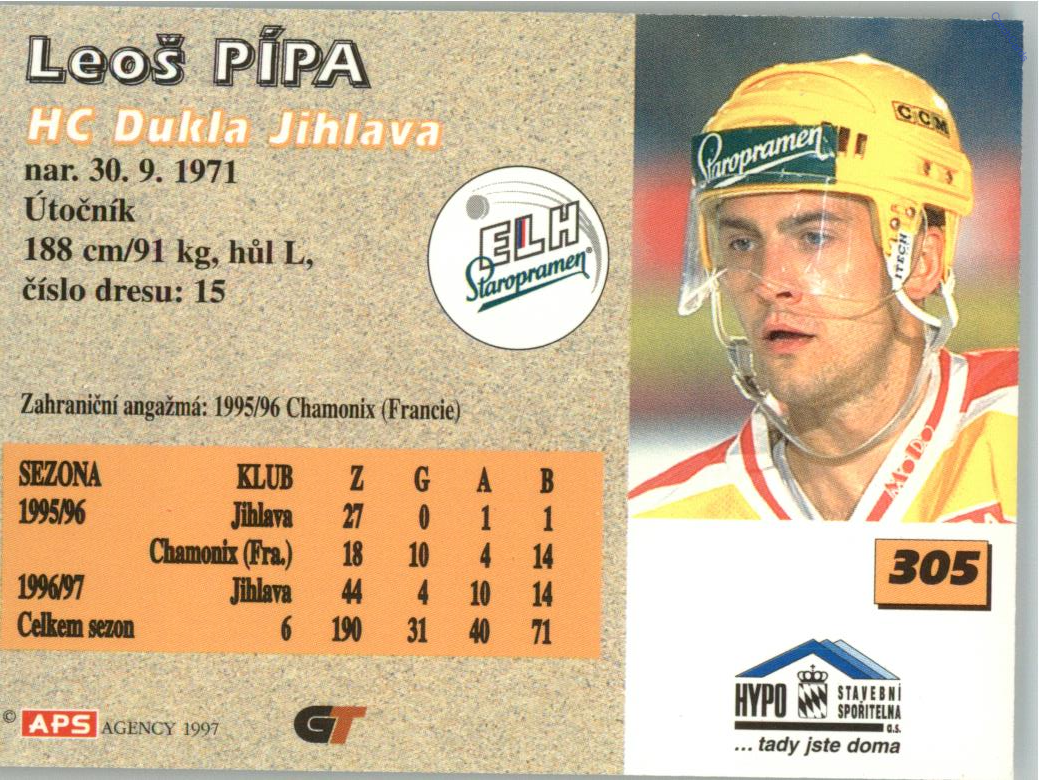 Leoš PÍPA
HC Dukla Jihlava
nar. 30. 9. 1971
Útočník
188 cm/91 kg, hůl L,
číslo dresu: 15
ELH
Staropramen®
Zahraniční angažmá: 1995/96 Chamonix (Francie)
SEZONA KLUB Z G A B
1995/96 Jihlava 27 0 1 1
Chamonix (Fra.) 18 10 4 14
1996/97 Jihlava 44 4 10 14
Celkem sezon 6 190 31 40 71
© APS AGENCY 1997
GT
Staropramen
CCM
ITECH
MOLDO
305
HYPO STAVEBNÍ
SPOŘITELNA
a.s.
... tady jste doma